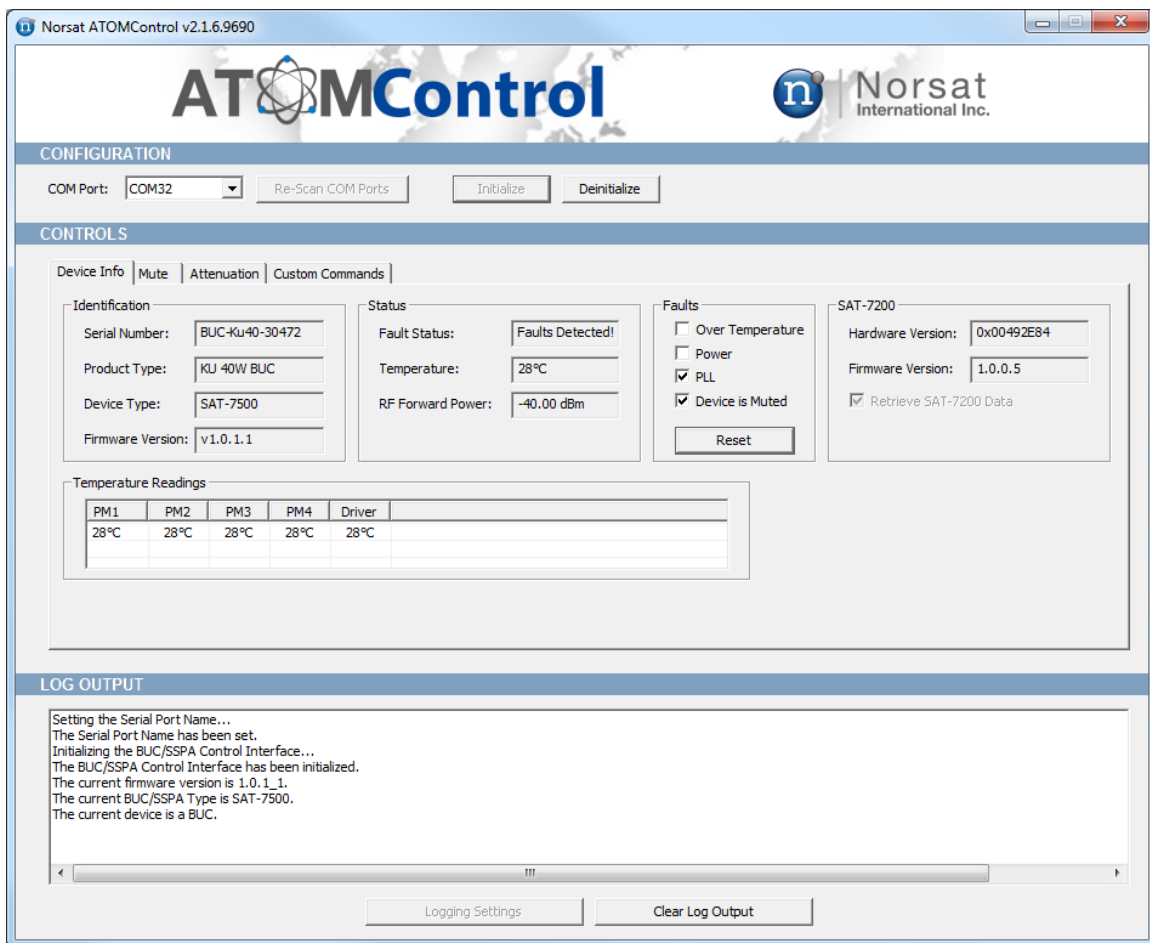 Norsat ATOMControl v2.1.6.9690
ATOMControl
Norsat
International Inc.
CONFIGURATION
COM Port: COM32 Re-Scan COM Ports Initialize Deinitialize
CONTROLS
Device Info Mute Attenuation Custom Commands
Identification Status Faults SAT-7200
Serial Number: BUC-Ku40-30472 Fault Status: Faults Detected! Over Temperature Hardware Version: 0x00492E84
Power
Product Type: KU 40W BUC Temperature: 28°C PLL Firmware Version: 1.0.0.5
Device Type: SAT-7500 RF Forward Power: -40.00 dBm Device is Muted Retrieve SAT-7200 Data
Firmware Version: v1.0.1.1 Reset
Temperature Readings
PM1 PM2 PM3 PM4 Driver
28°C 28°C 28°C 28°C 28°C
LOG OUTPUT
Setting the Serial Port Name...
The Serial Port Name has been set.
Initializing the BUC/SSPA Control Interface...
The BUC/SSPA Control Interface has been initialized.
The current firmware version is 1.0.1_1.
The current BUC/SSPA Type is SAT-7500.
The current device is a BUC.
Logging Settings Clear Log Output